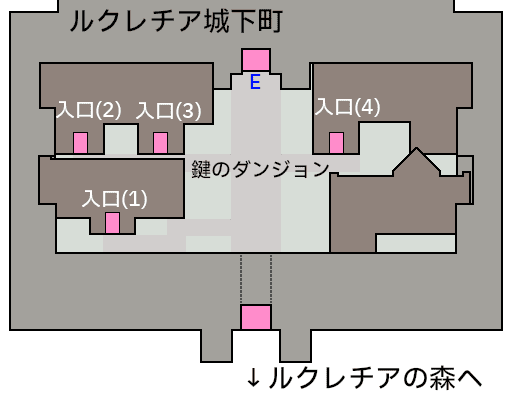 ルクレチア城下町
E
入口(2)
入口(3)
入口(4)
鍵のダンジョン
入口(1)
↓ルクレチアの森へ